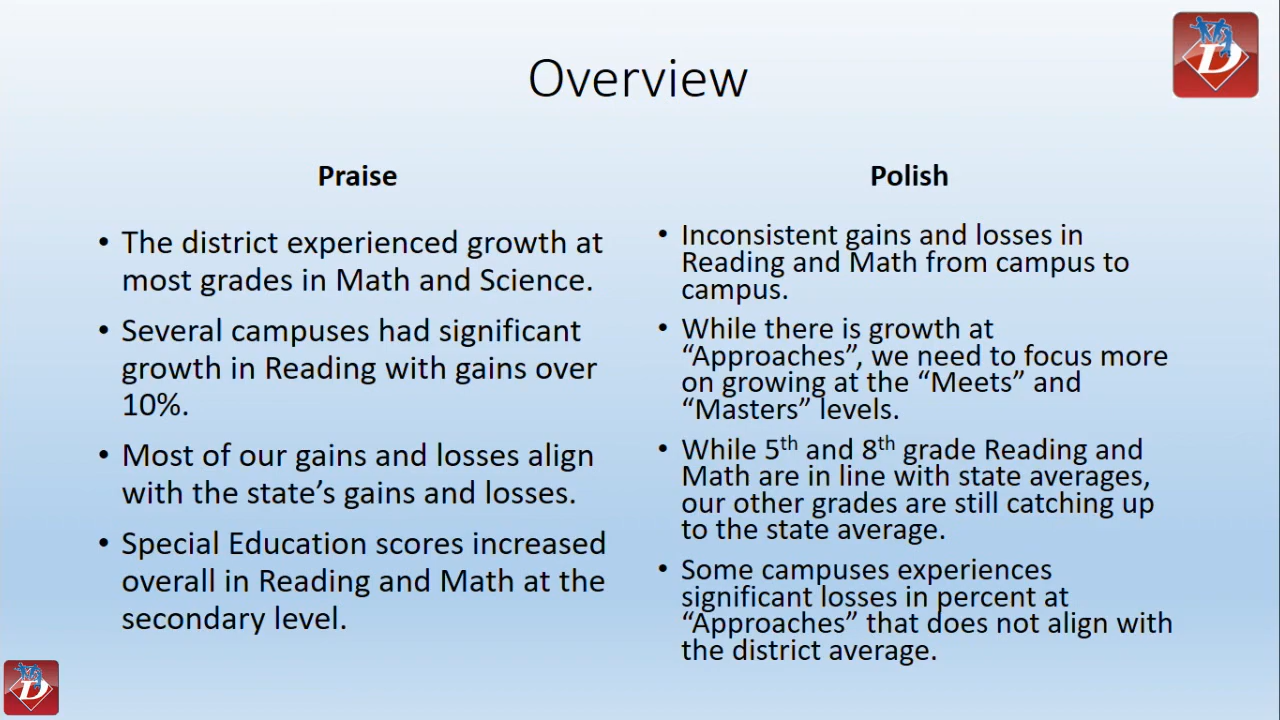 Overview
Praise
• The district experienced growth at
most grades in Math and Science.
• Several campuses had significant
growth in Reading with gains over
10%.
• Most of our gains and losses align
with the state’s gains and losses.
• Special Education scores increased
overall in Reading and Math at the
secondary level.
Polish
• Inconsistent gains and losses in
Reading and Math from campus to
campus.
• While there is growth at
“Approaches”, we need to focus more
on growing at the “Meets” and
“Masters” levels.
• While 5th and 8th grade Reading and
Math are in line with state averages,
our other grades are still catching up
to the state average.
• Some campuses experiences
significant losses in percent at
“Approaches” that does not align with
the district average.
D
D